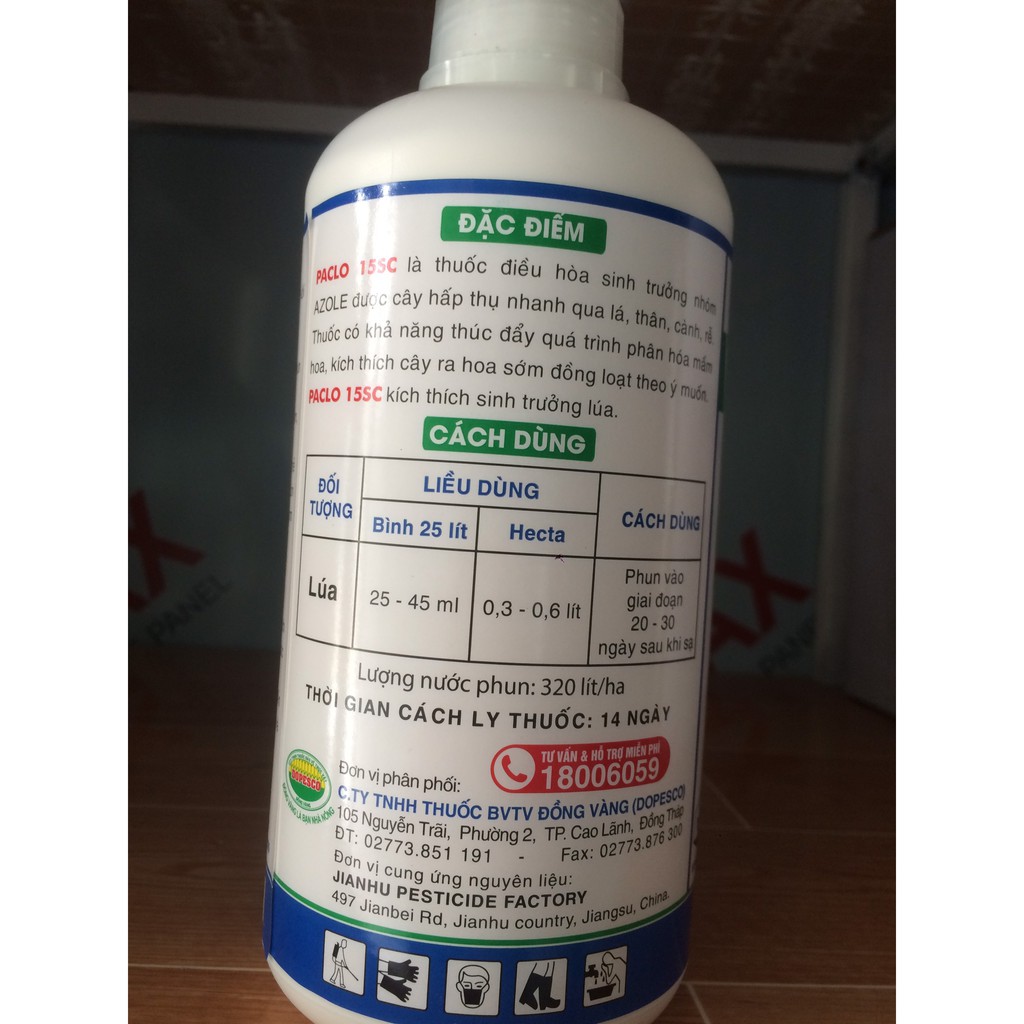 ĐẶC ĐIỂM
PACLO 15SC là thuốc điều hòa sinh trưởng nhóm
AZOLE được cây hấp thụ nhanh qua lá, thân, cành, rễ.
Thuốc có khả năng thúc đẩy quá trình phân hóa mầm
hoa, kích thích cây ra hoa sớm đồng loạt theo ý muốn.
PACLO 15SC kích thích sinh trưởng lúa.
CÁCH DÙNG
ĐỐI TƯỢNG
LIỀU DÙNG
CÁCH DÙNG
Bình 25 lít
Hecta
Lúa
25 - 45 ml
0,3 - 0,6 lít
Phun vào
giai đoạn
20 - 30
ngày sau khi sạ
Lượng nước phun: 320 lít/ha
THỜI GIAN CÁCH LY THUỐC: 14 NGÀY
TƯ VẤN & HỖ TRỢ MIỄN PHÍ
18006059
DOPESCO
Đơn vị phân phối:
C.TY TNHH THUỐC BVTV ĐỒNG VÀNG (DOPESCO)
105 Nguyễn Trãi, Phường 2, TP. Cao Lãnh, Đồng Tháp
ĐT: 02773.851 191 - Fax: 02773.876 300
Đơn vị cung ứng nguyên liệu:
JIANHU PESTICIDE FACTORY
497 Jianbei Rd, Jianhu country, Jiangsu, China.
AX
PANEL